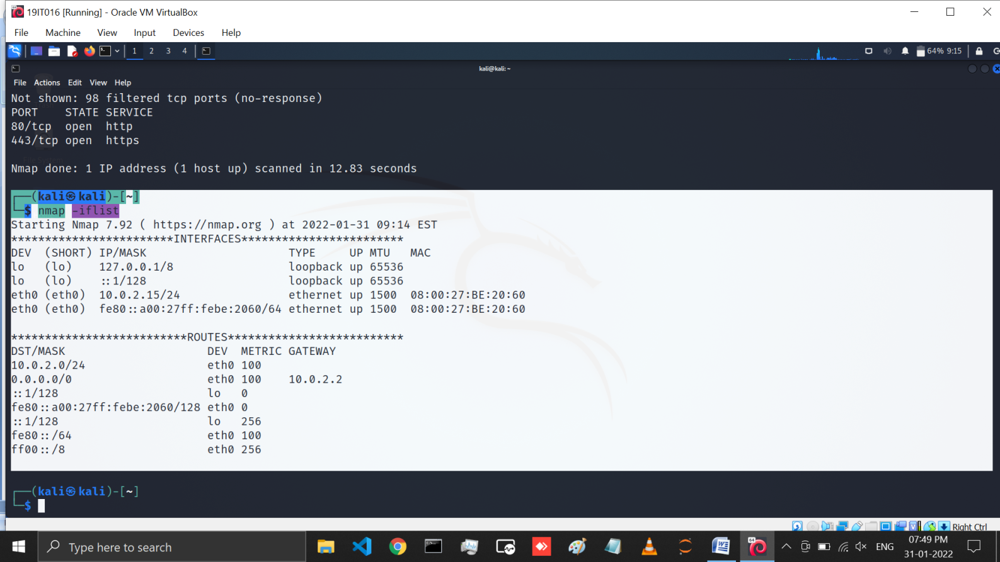 19IT016 [Running] - Oracle VM VirtualBox
File Machine View Input Devices Help
1 2 3 4 64% 9:15
kali@kali: ~
File Actions Edit View Help
Not shown: 98 filtered tcp ports (no-response)
PORT STATE SERVICE
80/tcp open http
443/tcp open https
Nmap done: 1 IP address (1 host up) scanned in 12.83 seconds
┌──(kali㉿kali)-[~]
└─$ nmap -iflist
Starting Nmap 7.92 ( https://nmap.org ) at 2022-01-31 09:14 EST
************************INTERFACES************************
DEV (SHORT) IP/MASK TYPE UP MTU MAC
lo (lo) 127.0.0.1/8 loopback up 65536
lo (lo) ::1/128 loopback up 65536
eth0 (eth0) 10.0.2.15/24 ethernet up 1500 08:00:27:BE:20:60
eth0 (eth0) fe80::a00:27ff:febe:2060/64 ethernet up 1500 08:00:27:BE:20:60
**************************ROUTES**************************
DST/MASK DEV METRIC GATEWAY
10.0.2.0/24 eth0 100
0.0.0.0/0 eth0 100 10.0.2.2
::1/128 lo 0
fe80::a00:27ff:febe:2060/128 eth0 0
::1/128 lo 256
fe80::/64 eth0 100
ff00::/8 eth0 256
┌──(kali㉿kali)-[~]
└─$
Right Ctrl
Type here to search
ENG
07:49 PM
31-01-2022